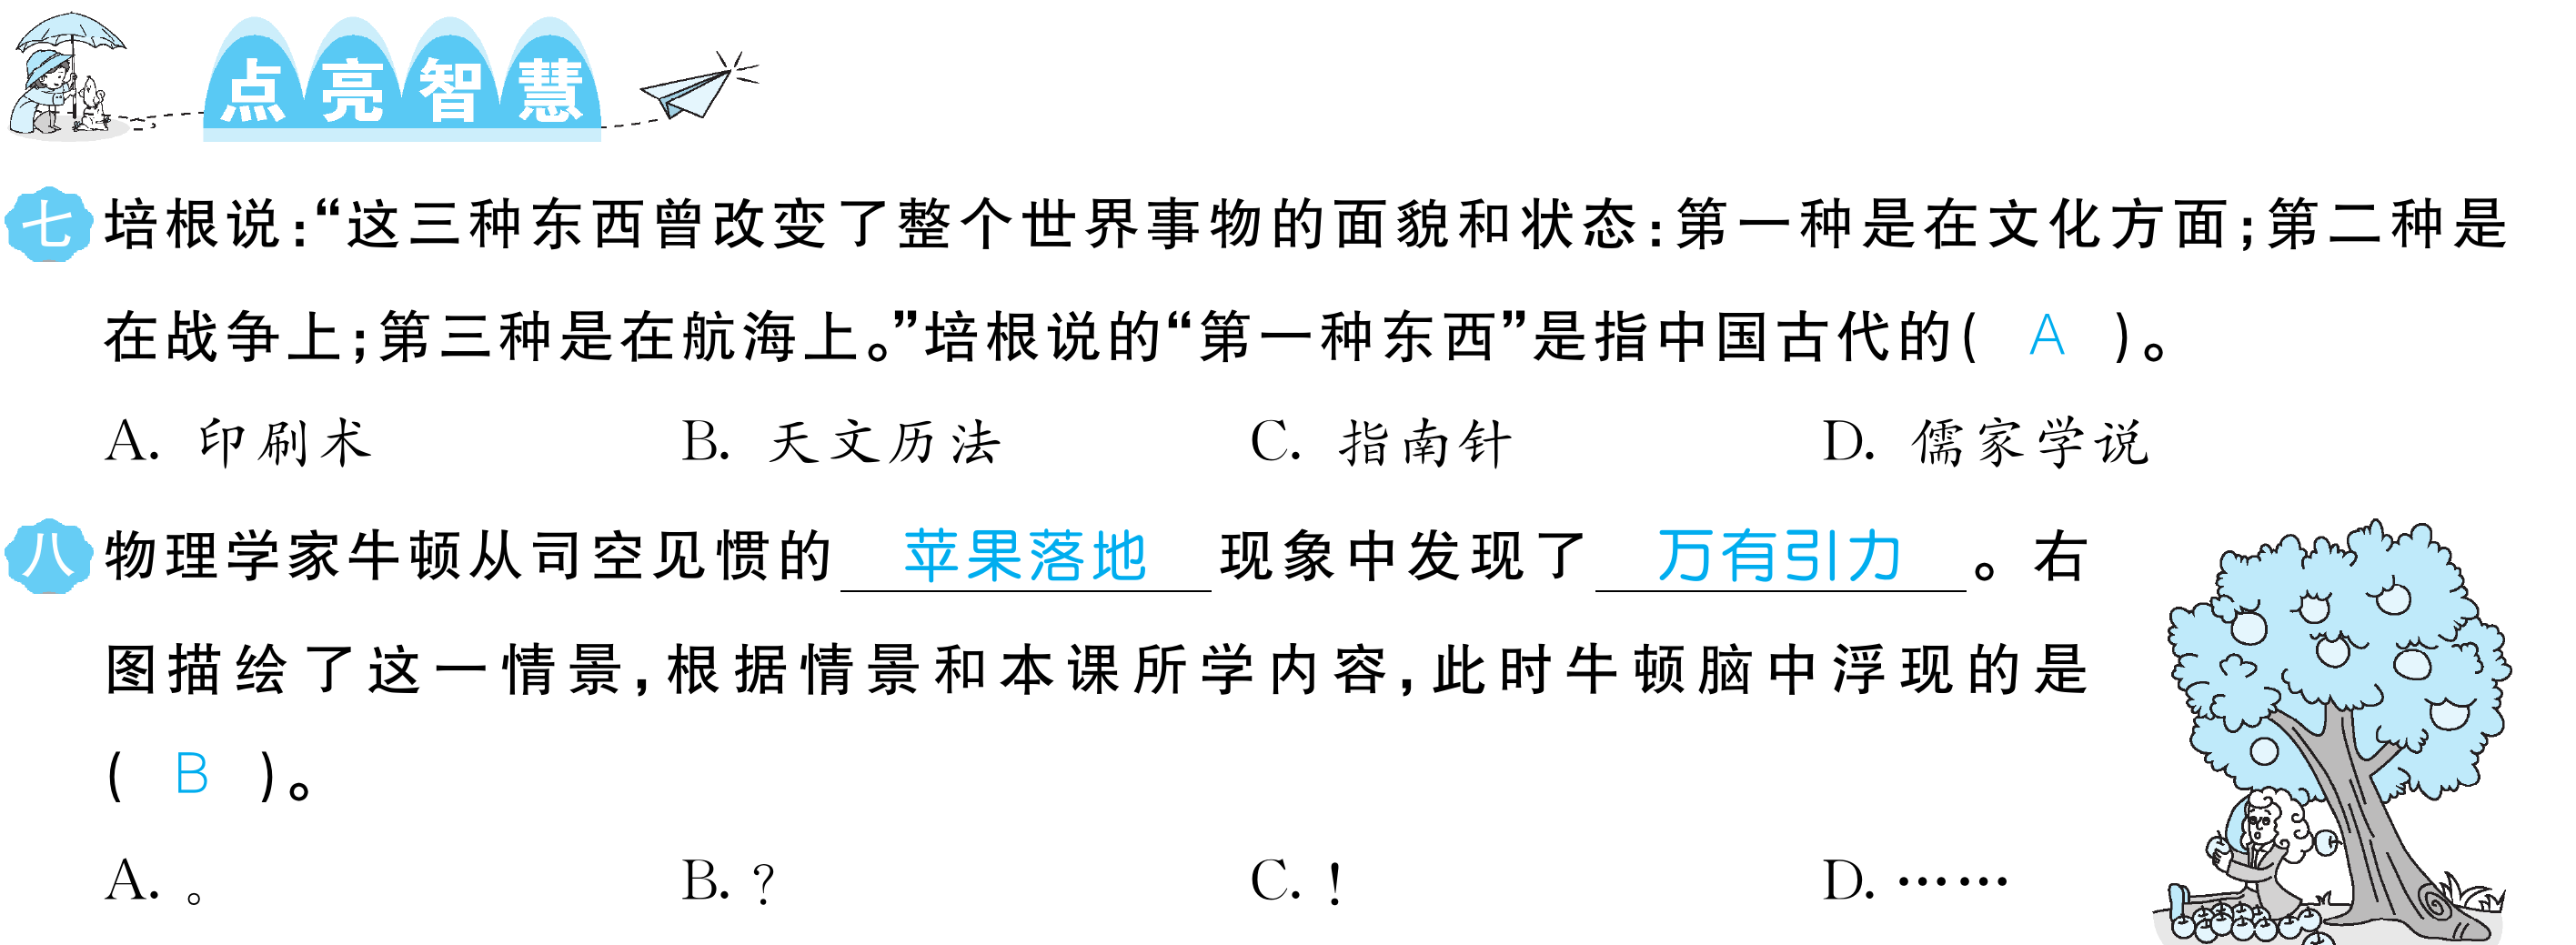 点亮智慧
七 培根说:“这三种东西曾改变了整个世界事物的面貌和状态:第一种是在文化方面;第二种是
在战争上;第三种是在航海上。”培根说的“第一种东西”是指中国古代的( A )。
A. 印刷术 B. 天文历法 C. 指南针 D. 儒家学说
八 物理学家牛顿从司空见惯的 苹果落地 现象中发现了 万有引力 。右
图描绘了这一情景,根据情景和本课所学内容,此时牛顿脑中浮现的是
( B )。
A. 。 B. ? C. ! D. ……